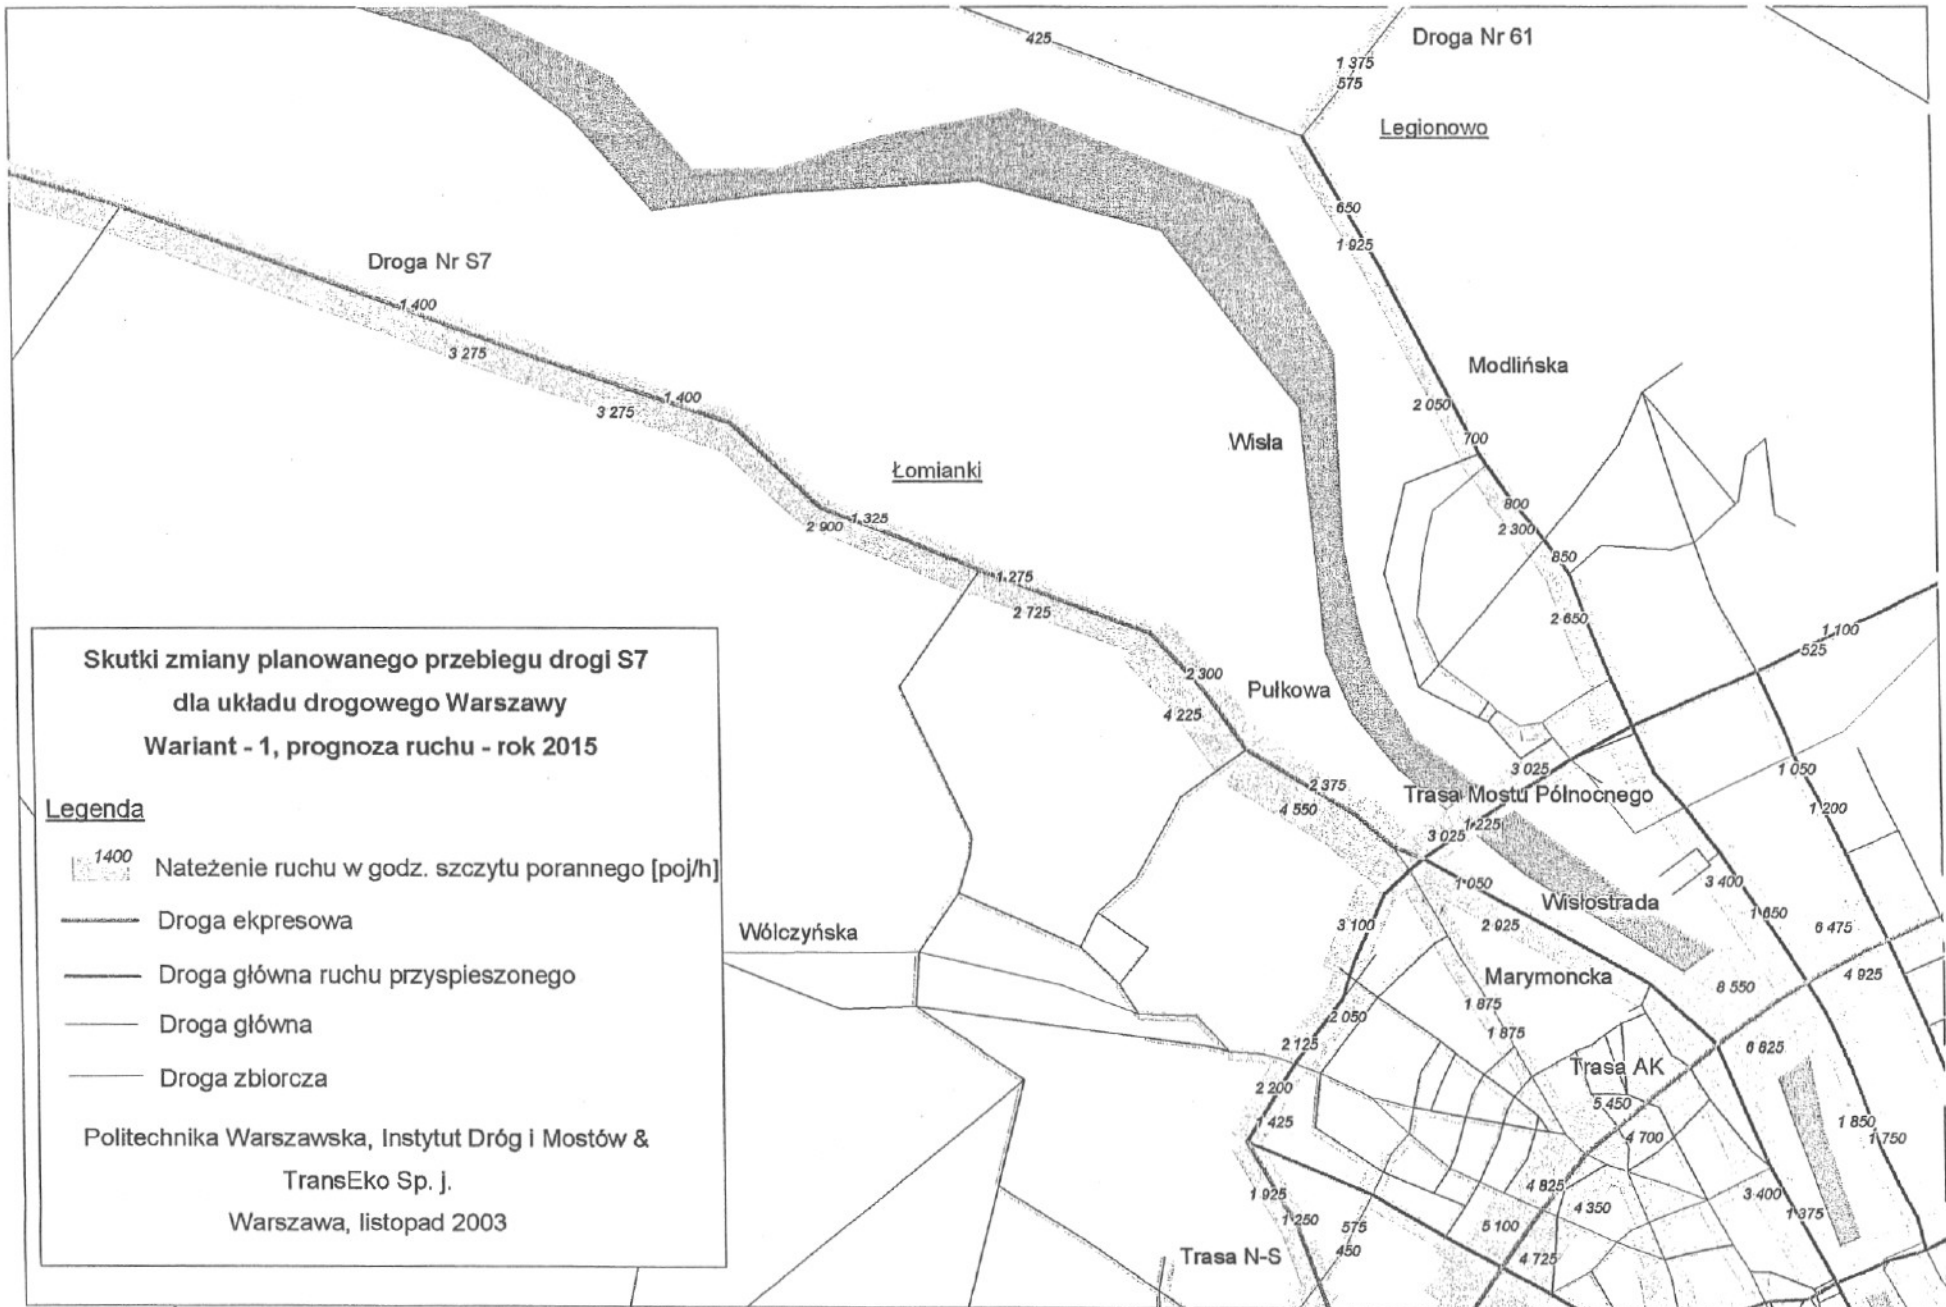 425
Droga Nr 61
1 375
575
Legionowo
650
1 925
Droga Nr S7
1 400
3 275
1 400
3 275
Modlińska
2 050
700
Wisła
Łomianki
2 900
1 325
800
2 300
850
1 275
2 725
2 650
1 100
525
2 300
4 225
Pułkowa
Skutki zmiany planowanego przebiegu drogi S7
dla układu drogowego Warszawy
Wariant - 1, prognoza ruchu - rok 2015
Legenda
1400
Nateżenie ruchu w godz. szczytu porannego [poj/h]
Droga ekpresowa
Droga główna ruchu przyspieszonego
Droga główna
Droga zbiorcza
Politechnika Warszawska, Instytut Dróg i Mostów &
TransEko Sp. j.
Warszawa, listopad 2003
3 025
1 050
2 375
4 550
Trasa Mostu Północnego
1 200
3 025
1 225
1 050
3 400
Wisłostrada
1 650
6 475
Wólczyńska
3 100
2 925
4 925
Marymoncka
8 550
1 875
2 050
1 875
2 125
6 825
Trasa AK
2 200
5 450
1 425
4 700
1 850
1 750
1 925
4 825
4 350
3 400
1 375
1 250
575
5 100
450
4 725
Trasa N-S